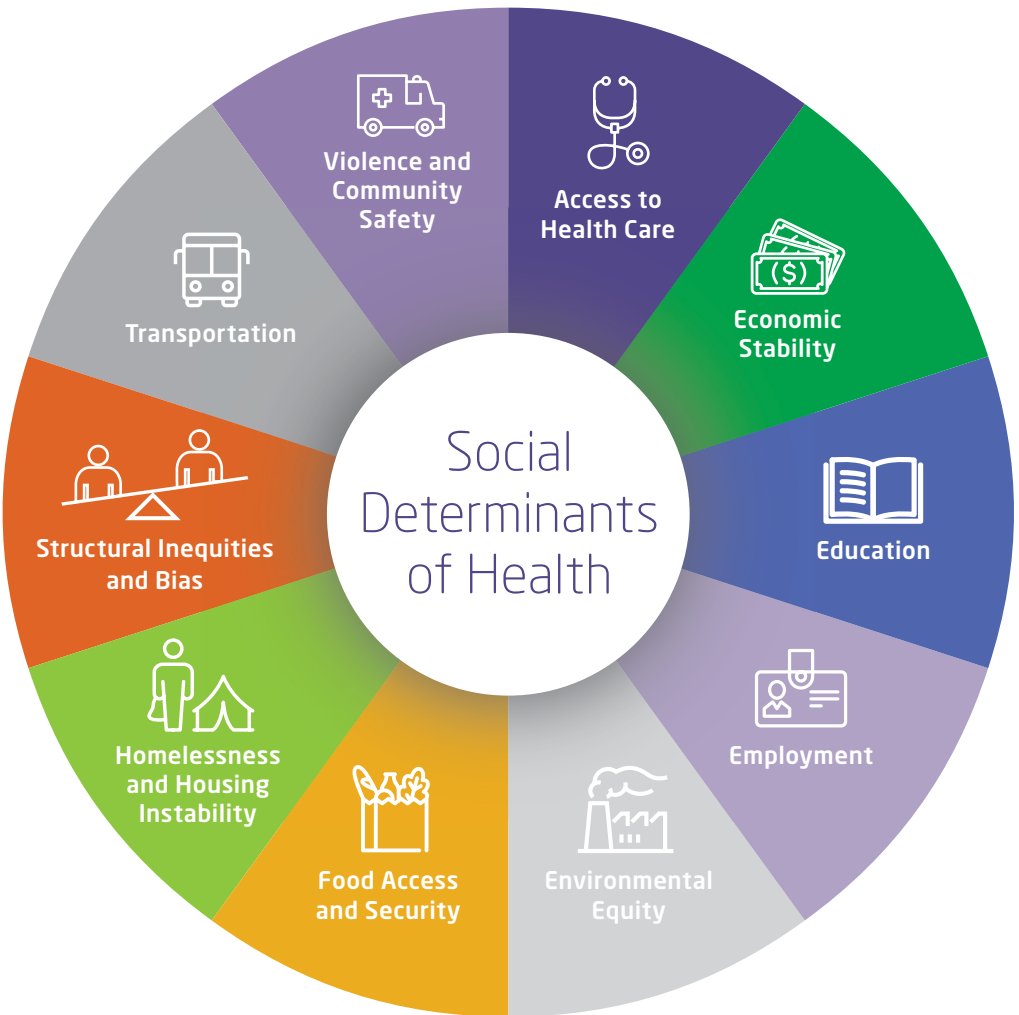 Social
Determinants
of Health
Access to
Health Care
($)
Economic
Stability
Education
Employment
Environmental
Equity
Food Access
and Security
Homelessness
and Housing
Instability
Structural Inequities
and Bias
Transportation
Violence and
Community
Safety